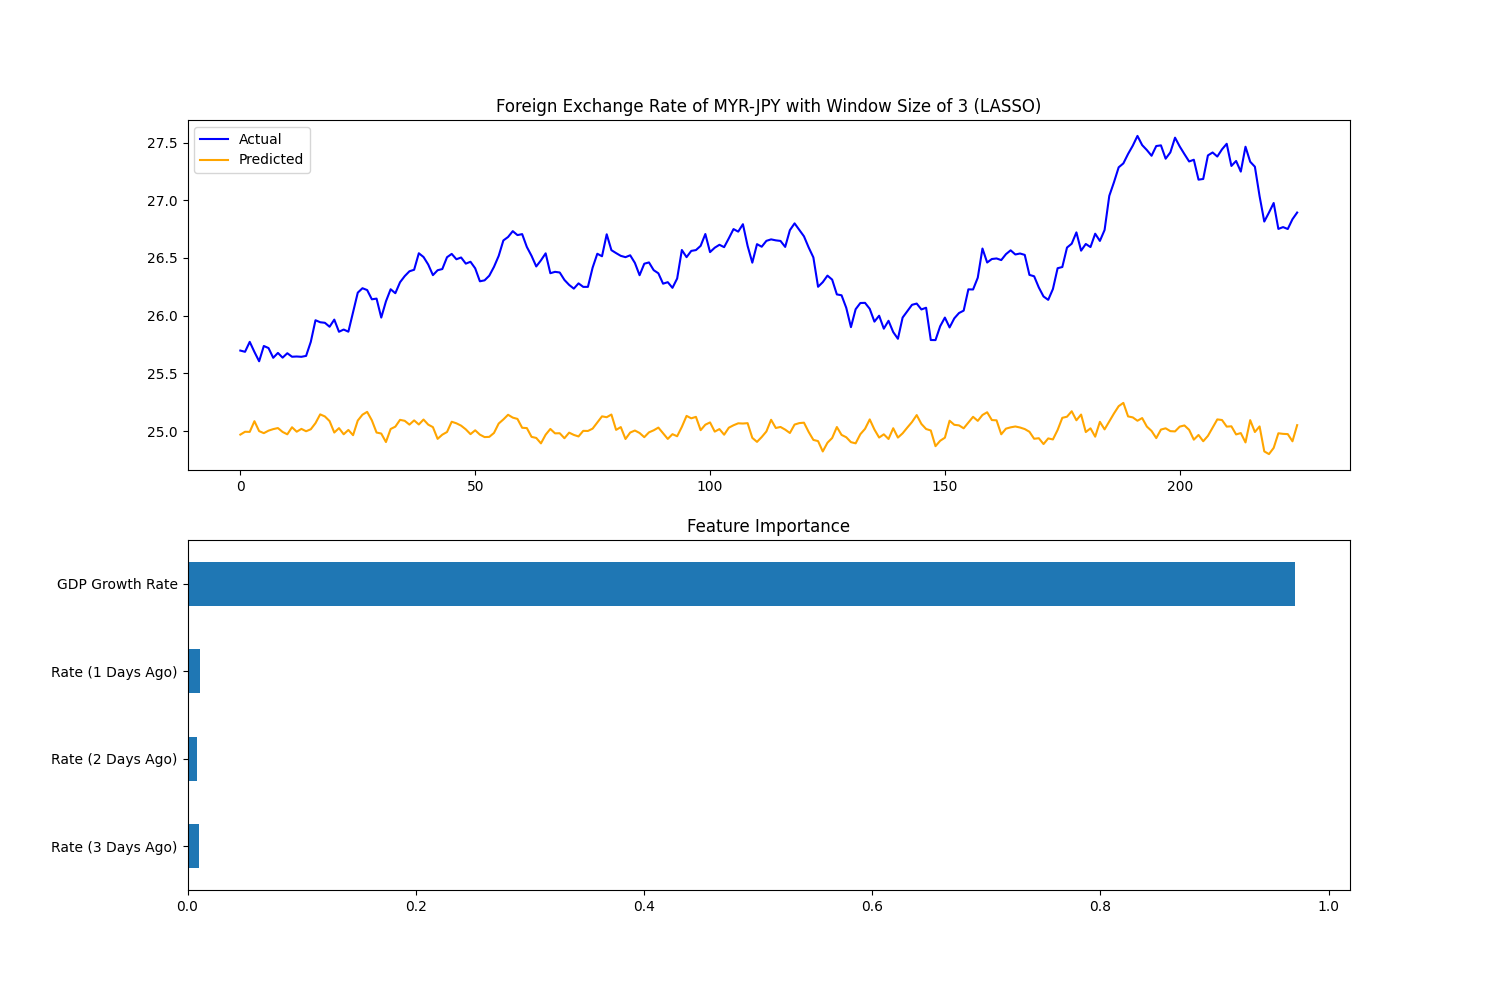 Foreign Exchange Rate of MYR-JPY with Window Size of 3 (LASSO)
Actual
Predicted
27.5
27.0
26.5
26.0
25.5
25.0
0 50 100 150 200
Feature Importance
GDP Growth Rate
Rate (1 Days Ago)
Rate (2 Days Ago)
Rate (3 Days Ago)
0.0 0.2 0.4 0.6 0.8 1.0